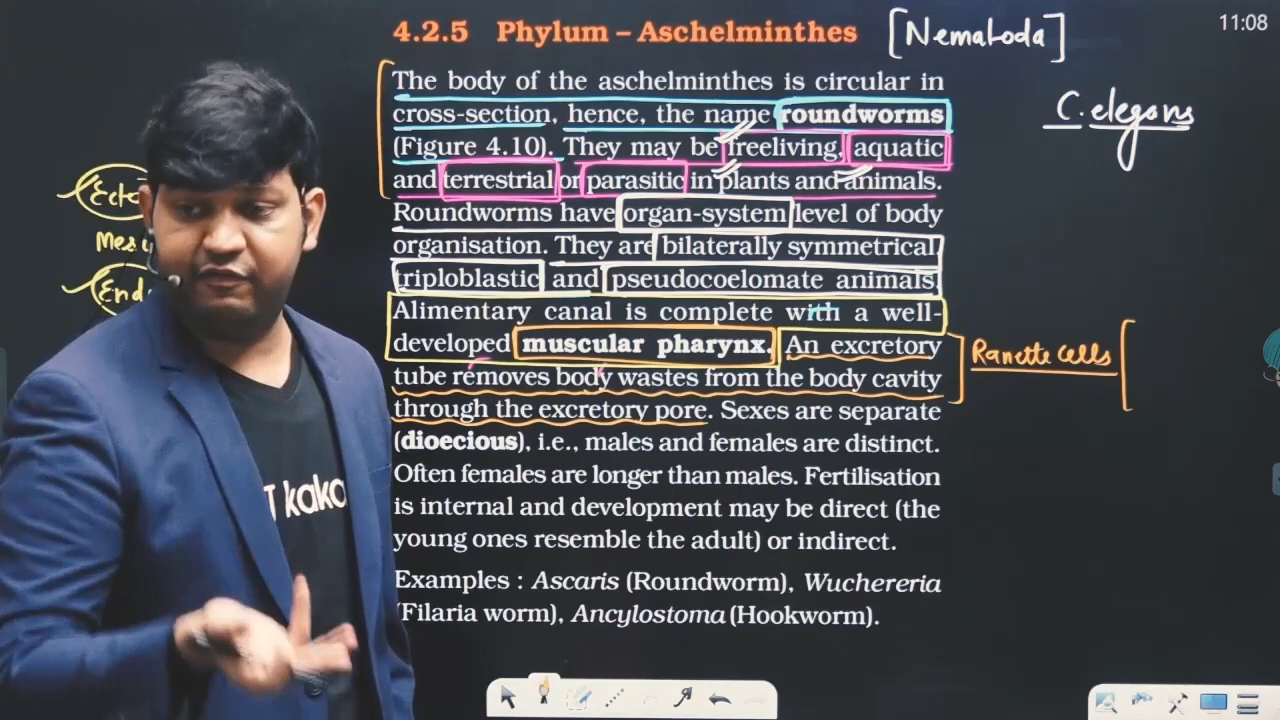 4.2.5 Phylum – Aschelminthes [Nematoda]
11:08
The body of the aschelminthes is circular in
cross-section, hence, the name roundworms
(Figure 4.10). They may be freeliving, aquatic
and terrestrial or parasitic in plants and animals.
Roundworms have organ-system level of body
organisation. They are bilaterally symmetrical,
triploblastic and pseudocoelomate animals.
Alimentary canal is complete with a well-
developed muscular pharynx. An excretory
tube removes body wastes from the body cavity
through the excretory pore. Sexes are separate
(dioecious), i.e., males and females are distinct.
Often females are longer than males. Fertilisation
is internal and development may be direct (the
young ones resemble the adult) or indirect.
Examples : Ascaris (Roundworm), Wuchereria
(Filaria worm), Ancylostoma (Hookworm).
C. elegans
Ranette cells
kaka